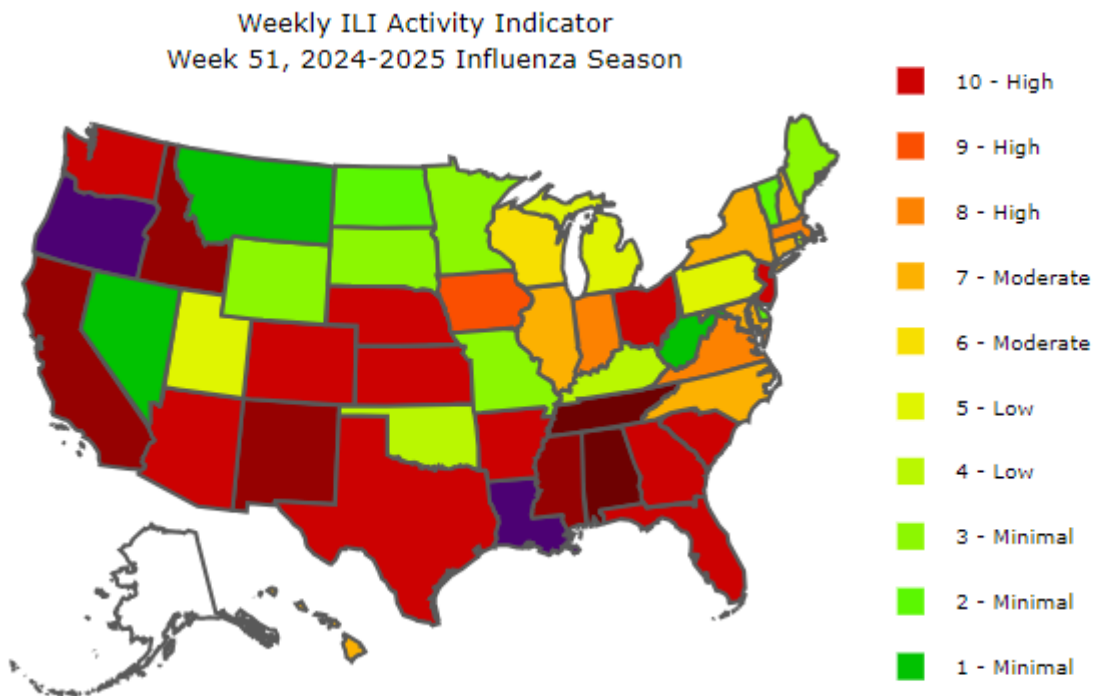 Weekly ILI Activity Indicator
Week 51, 2024-2025 Influenza Season
10 - High
9 - High
8 - High
7 - Moderate
6 - Moderate
5 - Low
4 - Low
3 - Minimal
2 - Minimal
1 - Minimal